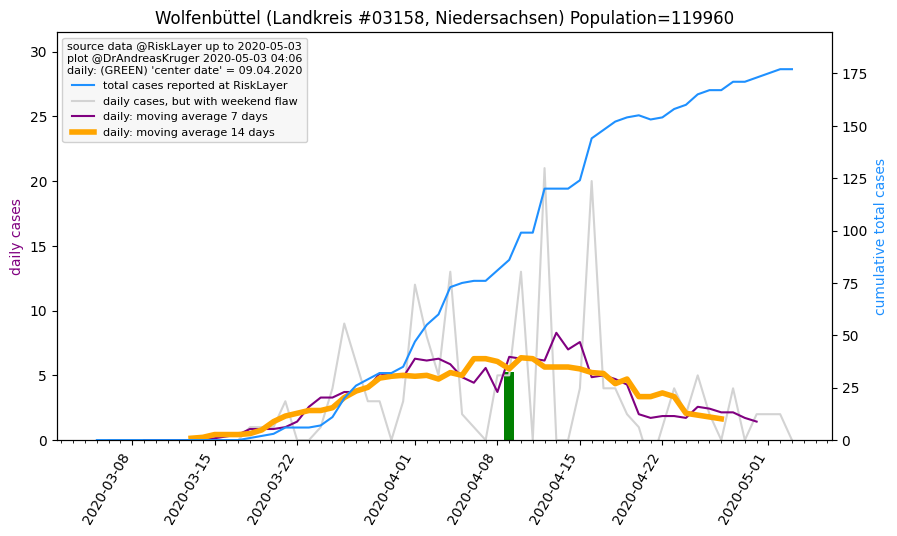 Wolfenbüttel (Landkreis #03158, Niedersachsen) Population=119960
source data @RiskLayer up to 2020-05-03
plot @DrAndreasKruger 2020-05-03 04:06
daily: (GREEN) 'center date' = 09.04.2020
total cases reported at RiskLayer
daily cases, but with weekend flaw
daily: moving average 7 days
daily: moving average 14 days
daily cases
30
25
20
15
10
5
0
175
150
125
100
75
50
25
0
cumulative total cases
2020-03-08
2020-03-15
2020-03-22
2020-04-01
2020-04-08
2020-04-15
2020-04-22
2020-05-01